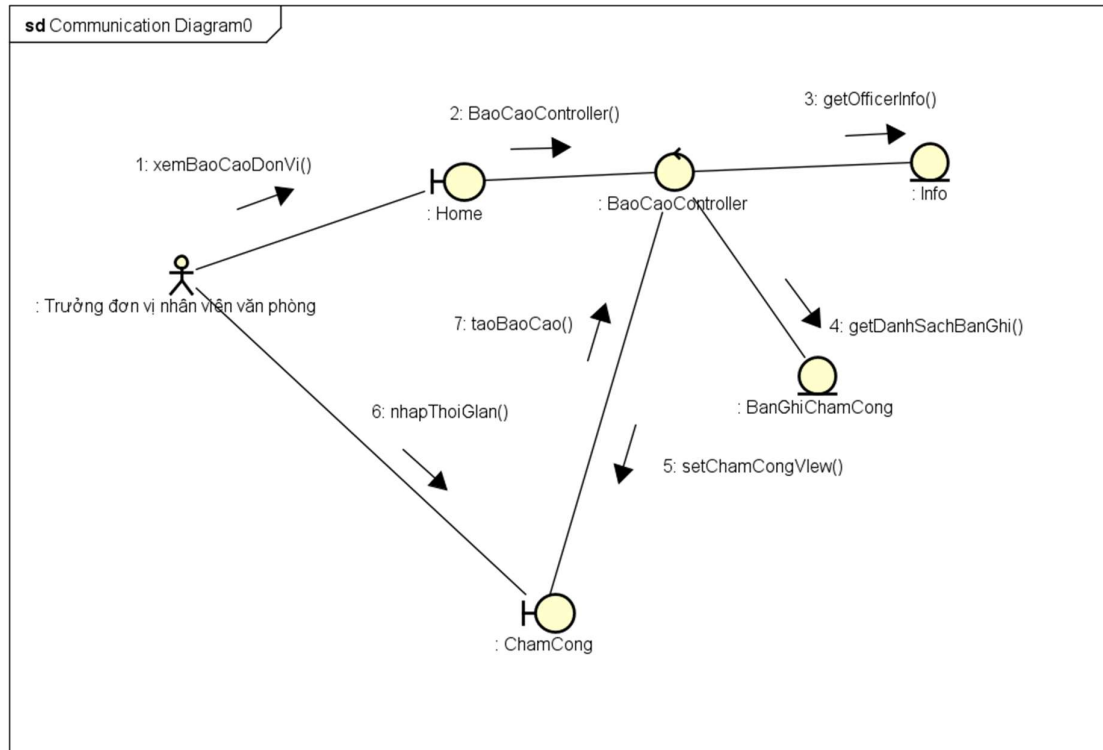 sd Communication Diagram0
3: getOfficerInfo()
2: BaoCaoController()
1: xemBaoCaoDonVi()
: Info
: BaoCaoController
: Home
: Trưởng đơn vị nhân viên văn phòng
7: taoBaoCao()
4: getDanhSachBanGhi()
: BanGhiChamCong
6: nhapThoiGIan()
5: setChamCongVIew()
: ChamCong